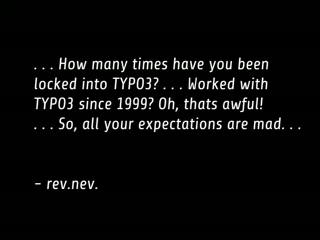 . . . How many times have you been
locked into TYPO3? . . . Worked with
TYPO3 since 1999? Oh, thats awful!
. . . So, all your expectations are mad. . .
- rev.nev.